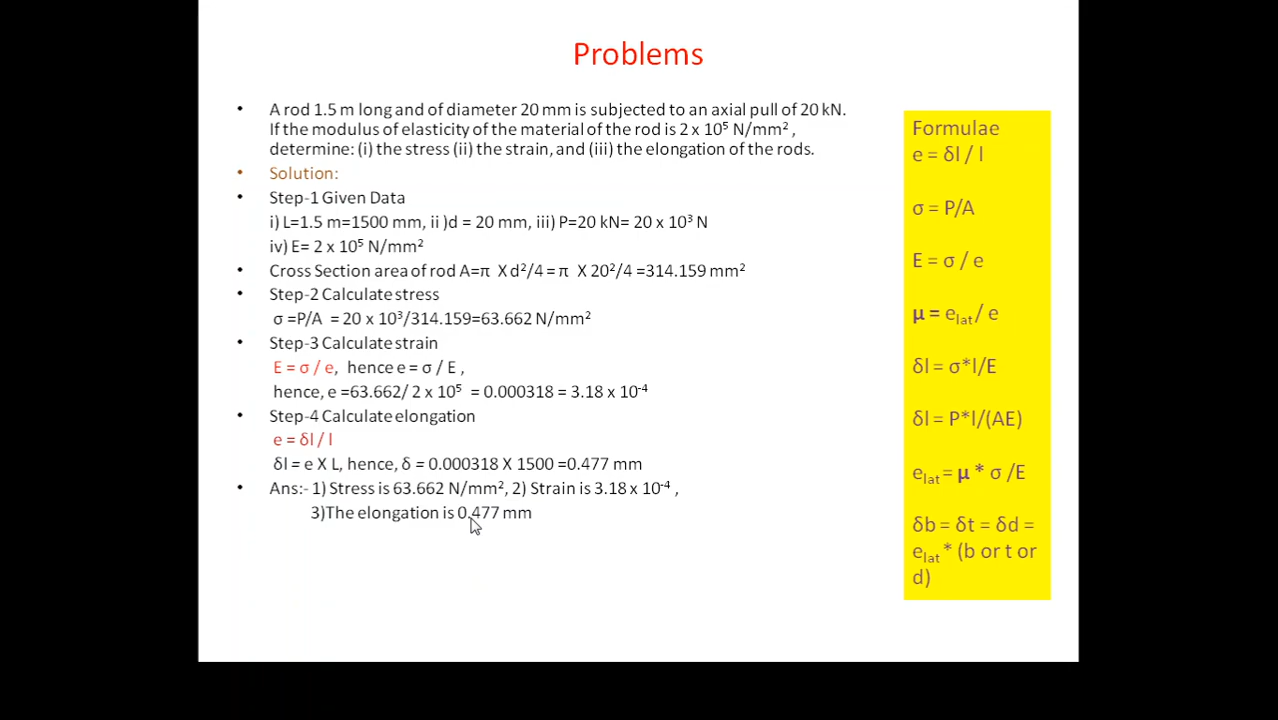 Problems
• A rod 1.5 m long and of diameter 20 mm is subjected to an axial pull of 20 kN.
If the modulus of elasticity of the material of the rod is 2 x 10⁵ N/mm² ,
determine: (i) the stress (ii) the strain, and (iii) the elongation of the rods.
• Solution:
• Step-1 Given Data
i) L=1.5 m=1500 mm, ii )d = 20 mm, iii) P=20 kN= 20 x 10³ N
iv) E= 2 x 10⁵ N/mm²
• Cross Section area of rod A=π X d²/4 = π X 20²/4 =314.159 mm²
• Step-2 Calculate stress
σ =P/A = 20 x 10³/314.159=63.662 N/mm²
• Step-3 Calculate strain
E = σ / e, hence e = σ / E ,
hence, e =63.662/ 2 x 10⁵ = 0.000318 = 3.18 x 10⁻⁴
• Step-4 Calculate elongation
e = δl / l
δl = e X L, hence, δ = 0.000318 X 1500 =0.477 mm
• Ans:- 1) Stress is 63.662 N/mm², 2) Strain is 3.18 x 10⁻⁴ ,
3)The elongation is 0.477 mm
Formulae
e = δl / l
σ = P/A
E = σ / e
μ = e_lat / e
δl = σ*l/E
δl = P*l/(AE)
e_lat = μ * σ /E
δb = δt = δd =
e_lat * (b or t or
d)